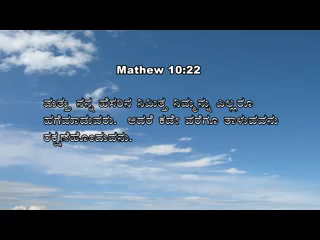 Mathew 10:22
ಮತ್ತು ನನ್ನ ಹೆಸರಿನ ನಿಮಿತ್ತ ನಿಮ್ಮನ್ನು ಎಲ್ಲರೂ
ಹಗೆಮಾಡುವರು. ಆದರೆ ಕಡೇ ವರೆಗೂ ತಾಳುವವನು
ರಕ್ಷಣೆಹೊಂದುವನು.